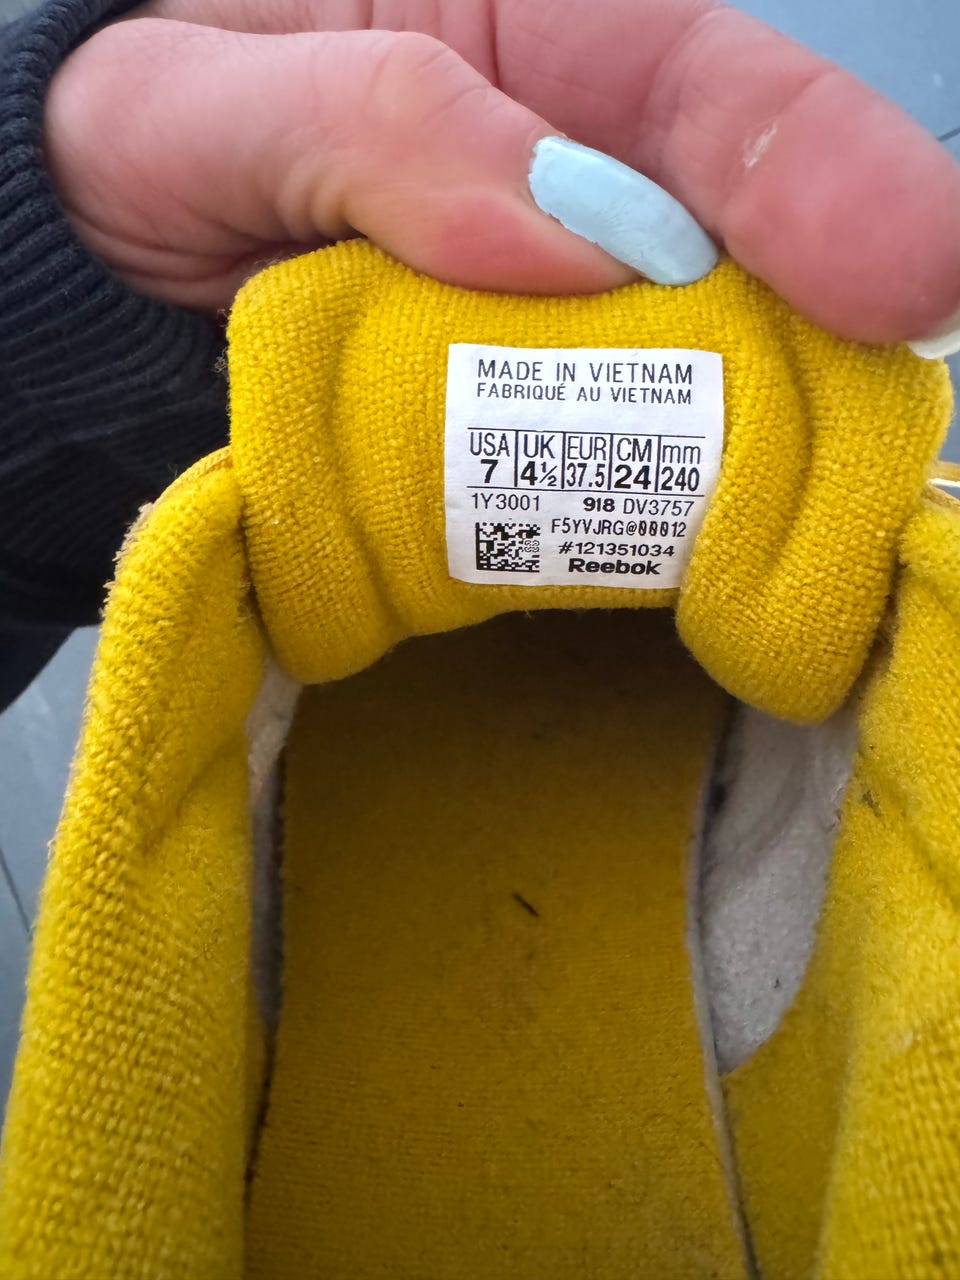 MADE IN VIETNAM
FABRIQUÉ AU VIETNAM
USA UK EUR CM mm
7 4½ 37.5 24 240
1Y3001 918 DV3757
F5YVJRG@00012
#121351034
Reebok